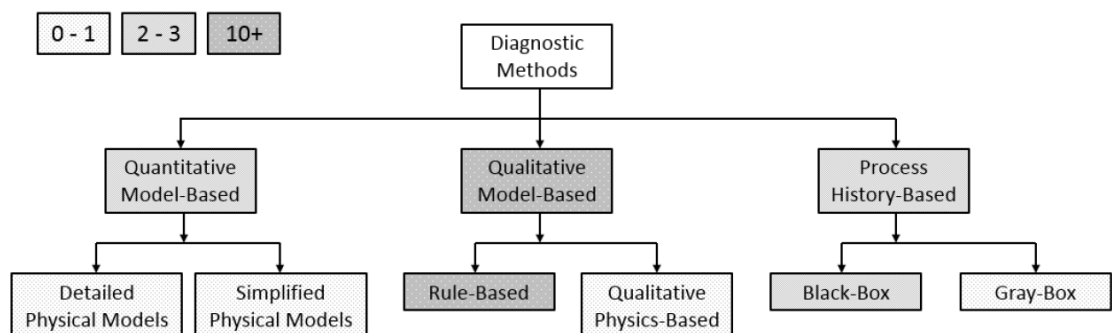 0 - 1
2 - 3
10+
Diagnostic
Methods
Quantitative
Model-Based
Qualitative
Model-Based
Process
History-Based
Detailed
Physical Models
Simplified
Physical Models
Rule-Based
Qualitative
Physics-Based
Black-Box
Gray-Box